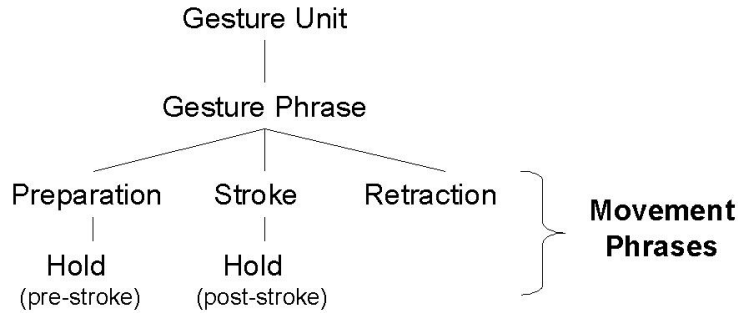 Gesture Unit
Gesture Phrase
Preparation Stroke Retraction
Hold Hold
(pre-stroke) (post-stroke)
Movement
Phrases